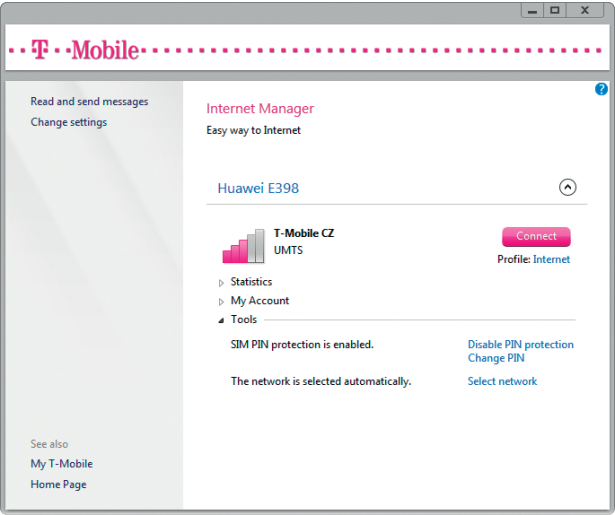 T-Mobile
Read and send messages
Change settings
Internet Manager
Easy way to Internet
Huawei E398
T-Mobile CZ
UMTS
Connect
Profile: Internet
Statistics
My Account
Tools
SIM PIN protection is enabled.
Disable PIN protection
Change PIN
The network is selected automatically.
Select network
See also
My T-Mobile
Home Page